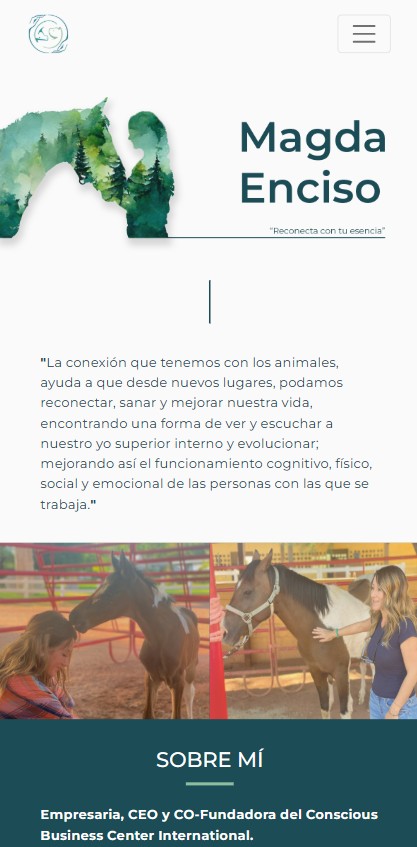 Magda
Enciso
"Reconecta con tu esencia"
"La conexión que tenemos con los animales,
ayuda a que desde nuevos lugares, podamos
reconectar, sanar y mejorar nuestra vida,
encontrando una forma de ver y escuchar a
nuestro yo superior interno y evolucionar;
mejorando así el funcionamiento cognitivo, físico,
social y emocional de las personas con las que se
trabaja."
SOBRE MÍ
Empresaria, CEO y CO-Fundadora del Conscious
Business Center International.